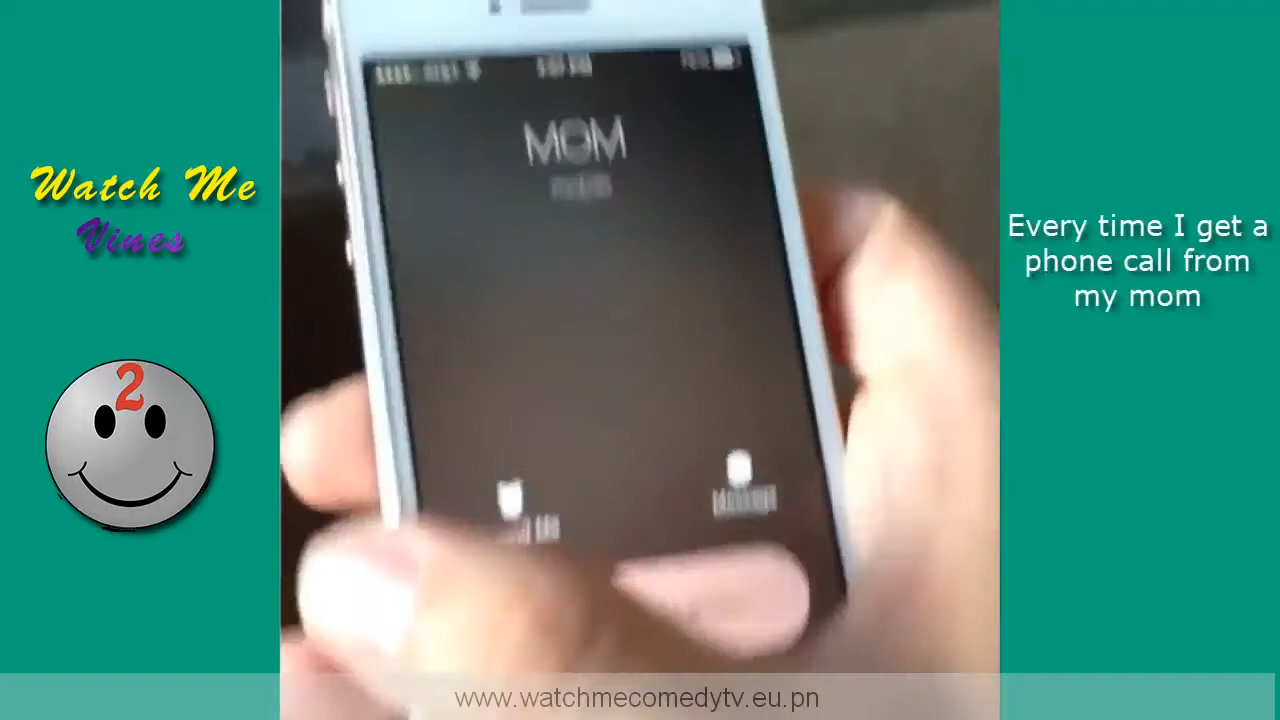 Watch Me
Vines
2
MOM
Every time I get a
phone call from
my mom
www.watchmecomedytv.eu.pn